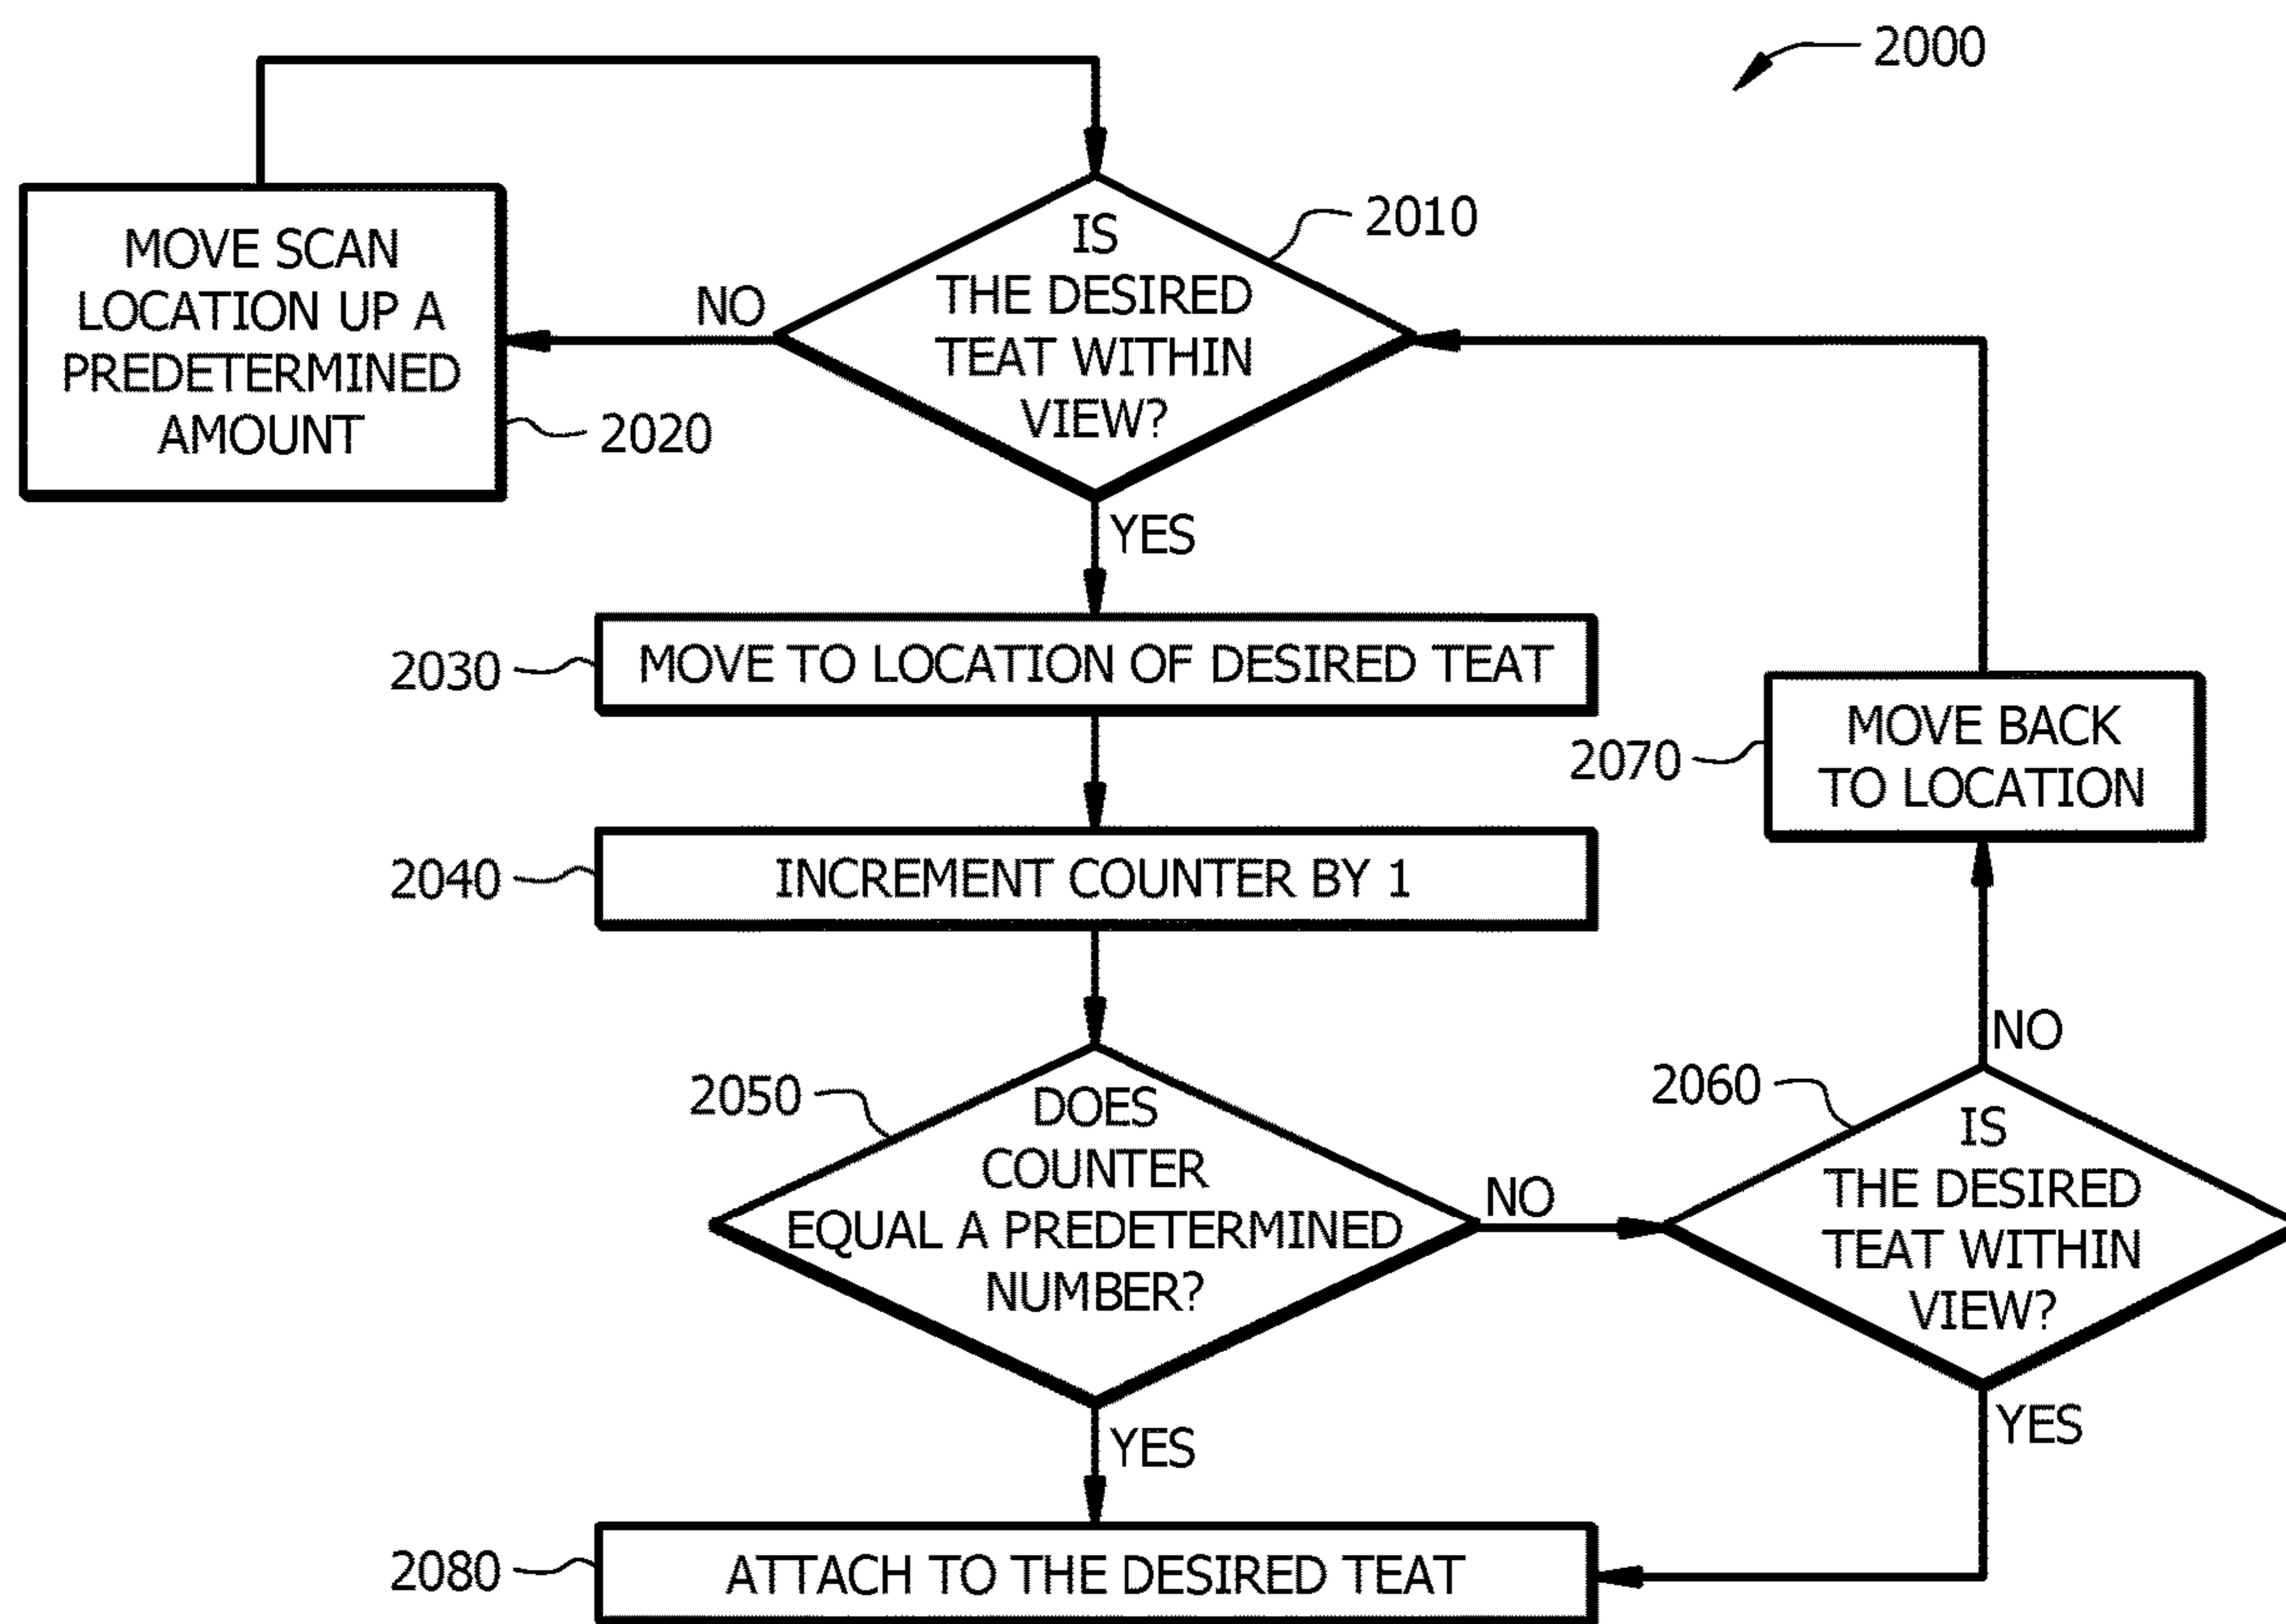 2000
IS
THE DESIRED
TEAT WITHIN
VIEW?
2010
NO
MOVE SCAN
LOCATION UP A
PREDETERMINED
AMOUNT
2020
YES
2030
MOVE TO LOCATION OF DESIRED TEAT
2040
INCREMENT COUNTER BY 1
2050
DOES
COUNTER
EQUAL A PREDETERMINED
NUMBER?
NO
2060
IS
THE DESIRED
TEAT WITHIN
VIEW?
NO
2070
MOVE BACK
TO LOCATION
YES
YES
2080
ATTACH TO THE DESIRED TEAT